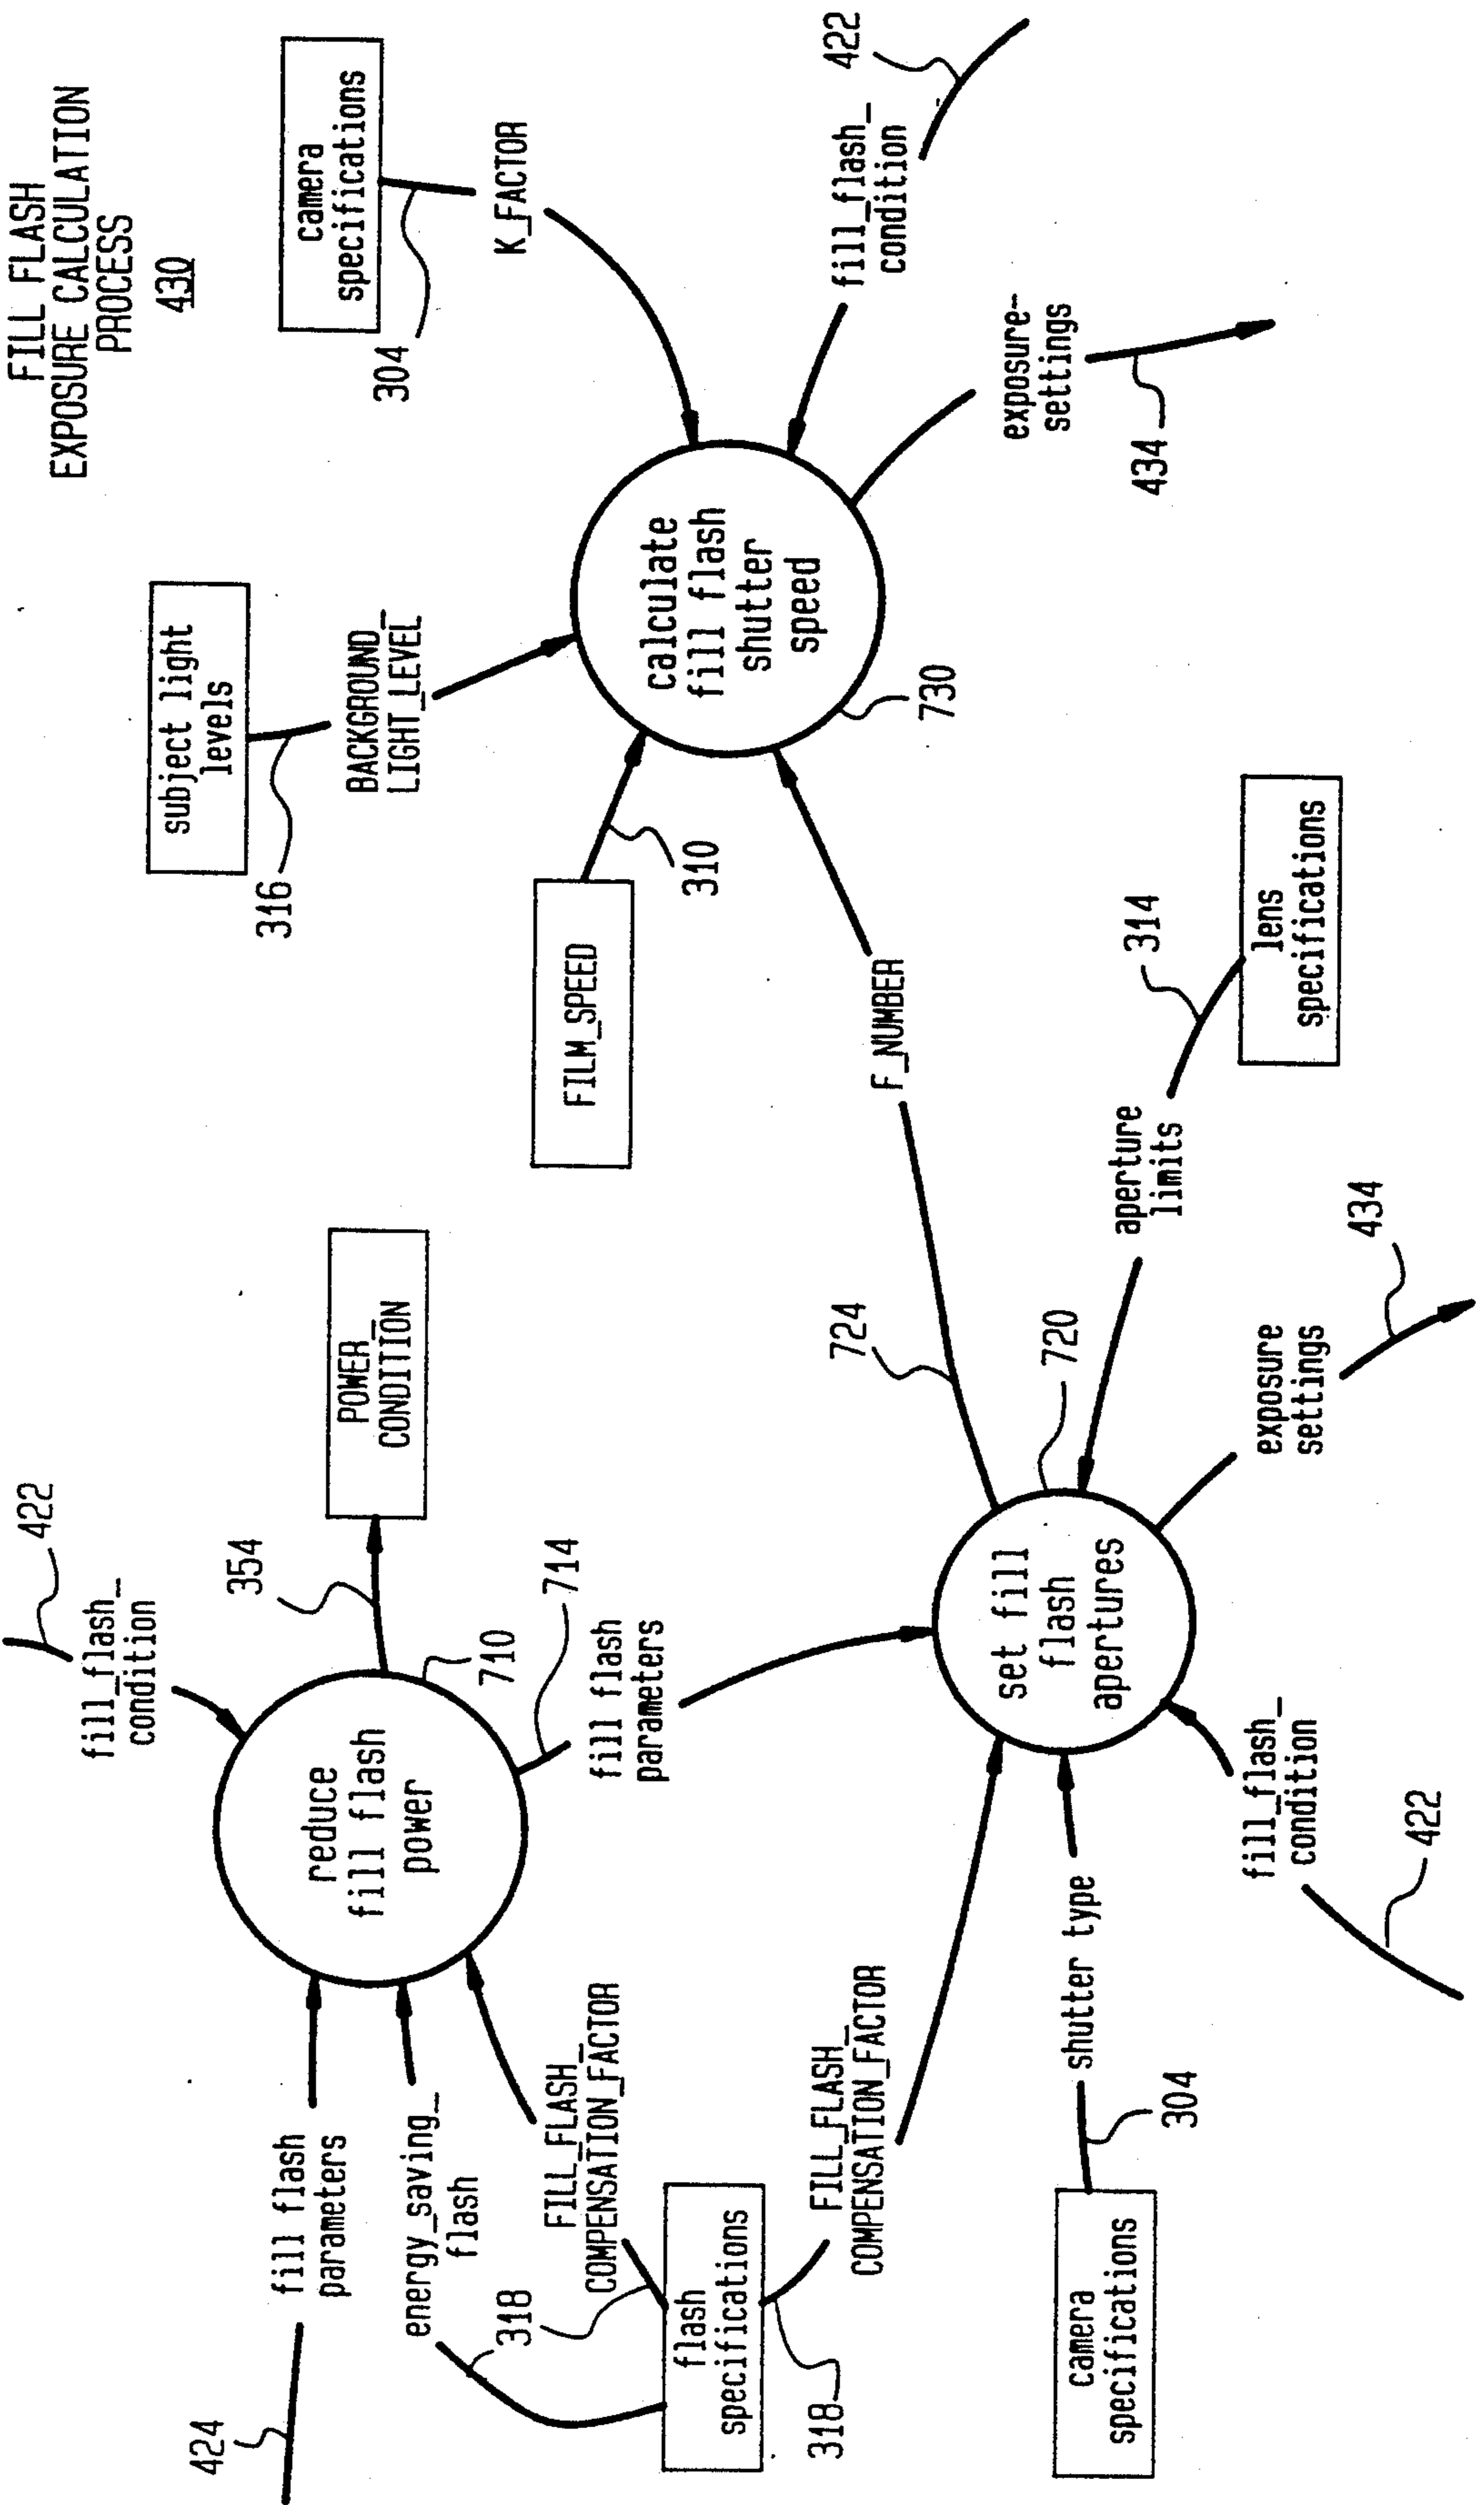 FILL FLASH
EXPOSURE CALCULATION
PROCESS
430
422
fill_flash_
condition
354
POWER_
CONDITION
reduce
fill flash
power
710
714
fill flash
parameters
424
fill flash
parameters
energy_saving_
flash
318
FILL_FLASH_
COMPENSATION_FACTOR
flash
specifications
318
FILL_FLASH_
COMPENSATION_FACTOR
camera
specifications
304
shutter type
fill_flash_
condition
422
set fill
flash
apertures
720
724
F_NUMBER
aperture
limits
314
lens
specifications
exposure
settings
434
subject light
levels
316
BACKGROUND_
LIGHT_LEVEL
FILM_SPEED
310
calculate
fill flash
shutter
speed
730
camera
specifications
304
K_FACTOR
fill_flash_
condition
422
exposure-
settings
434